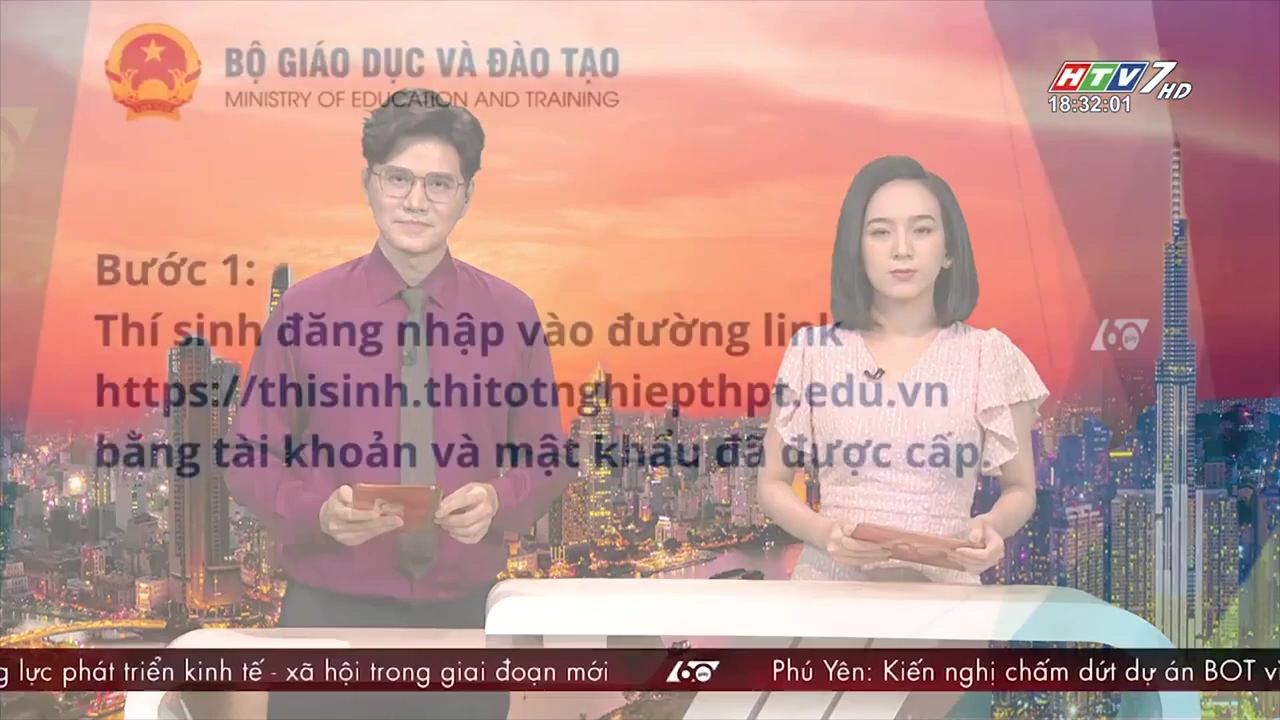 BỘ GIÁO DỤC VÀ ĐÀO TẠO
MINISTRY OF EDUCATION AND TRAINING
HTV7 HD
18:32:01
Bước 1:
Thí sinh đăng nhập vào đường link
https://thisinh.thitotnghiepthpt.edu.vn
bằng tài khoản và mật khẩu đã được cấp.
60
lực phát triển kinh tế - xã hội trong giai đoạn mới
60
Phú Yên: Kiến nghị chấm dứt dự án BOT